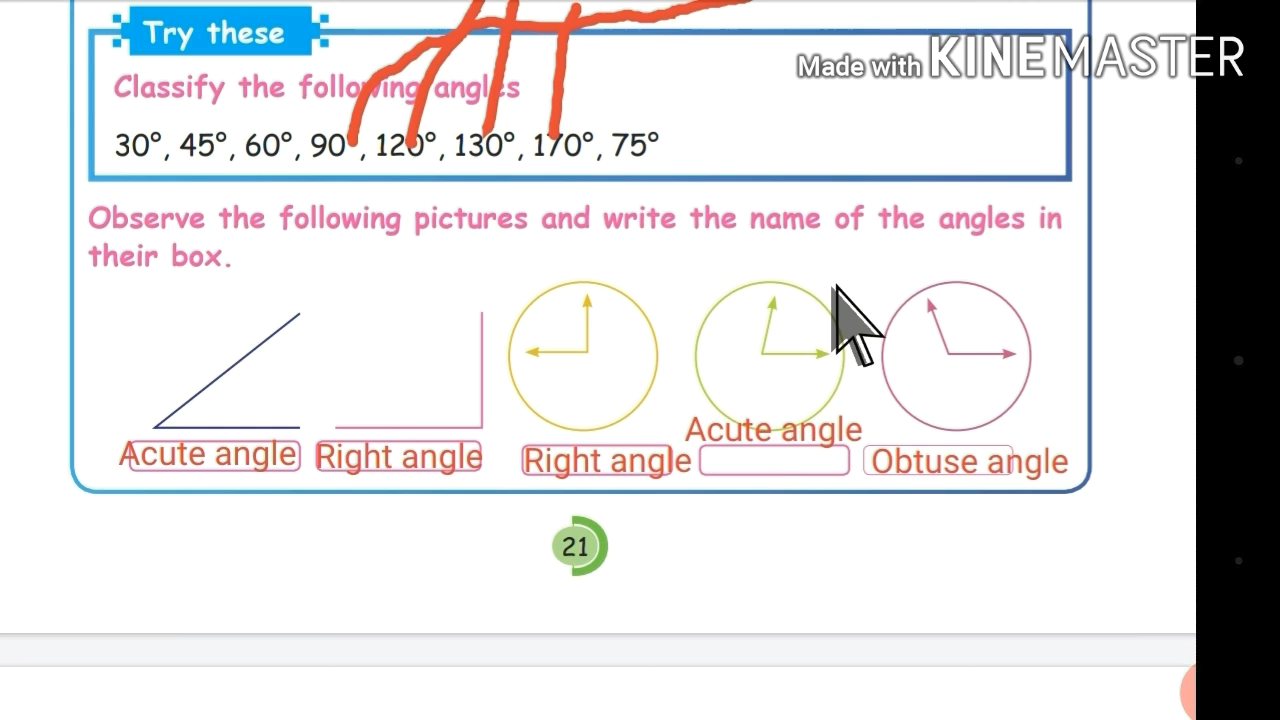 Try these
Made with KINEMASTER
Classify the following angles
30°, 45°, 60°, 90°, 120°, 130°, 170°, 75°
Observe the following pictures and write the name of the angles in
their box.
Acute angle
Right angle
Right angle
Acute angle
Obtuse angle
21